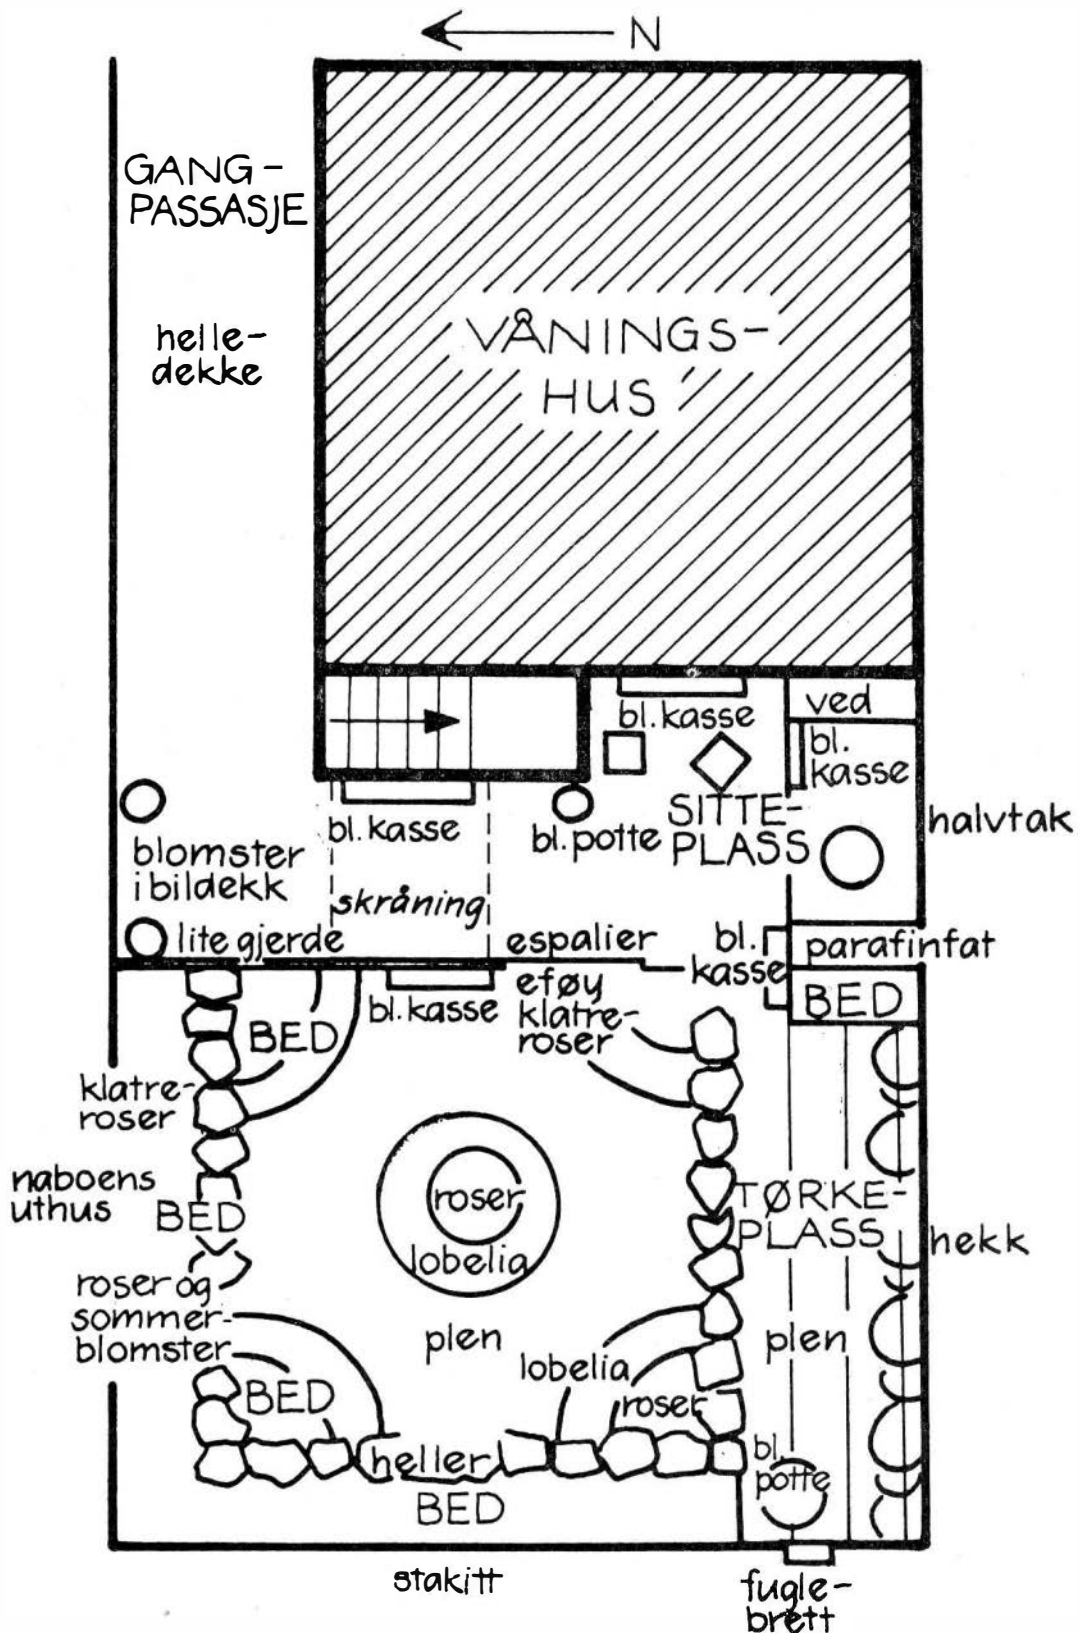 N
GANG-
PASSASJE
helle-
dekke
VÅNINGS-
HUS
ved
bl. kasse
bl.
kasse
SITTE-
PLASS
halvtak
bl. kasse
bl. potte
blomster
i bildekk
skråning
lite gjerde
espalier
bl.
kasse
parafinfat
BED
bl. kasse
eføy
klatre-
roser
BED
klatre-
roser
naboens
uthus
BED
roser
lobelia
TØRKE-
PLASS
hekk
roser og
sommer-
blomster
plen
lobelia
plen
BED
roser
heller
bl.
potte
BED
stakitt
fugle-
brett